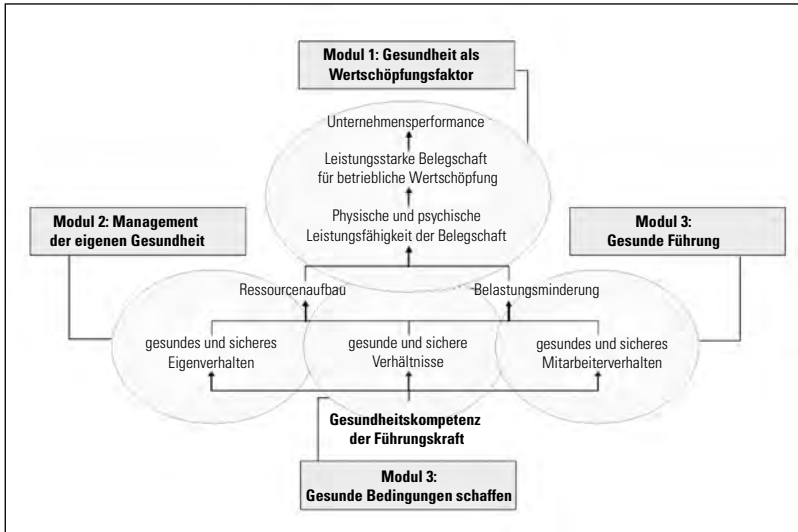 Modul 1: Gesundheit als
Wertschöpfungsfaktor
Unternehmensperformance
Leistungsstarke Belegschaft
für betriebliche Wertschöpfung
Physische und psychische
Leistungsfähigkeit der Belegschaft
Modul 2: Management
der eigenen Gesundheit
Modul 3:
Gesunde Führung
Ressourcenaufbau
Belastungsminderung
gesundes und sicheres
Eigenverhalten
gesunde und sichere
Verhältnisse
gesundes und sicheres
Mitarbeiterverhalten
Gesundheitskompetenz
der Führungskraft
Modul 3:
Gesunde Bedingungen schaffen